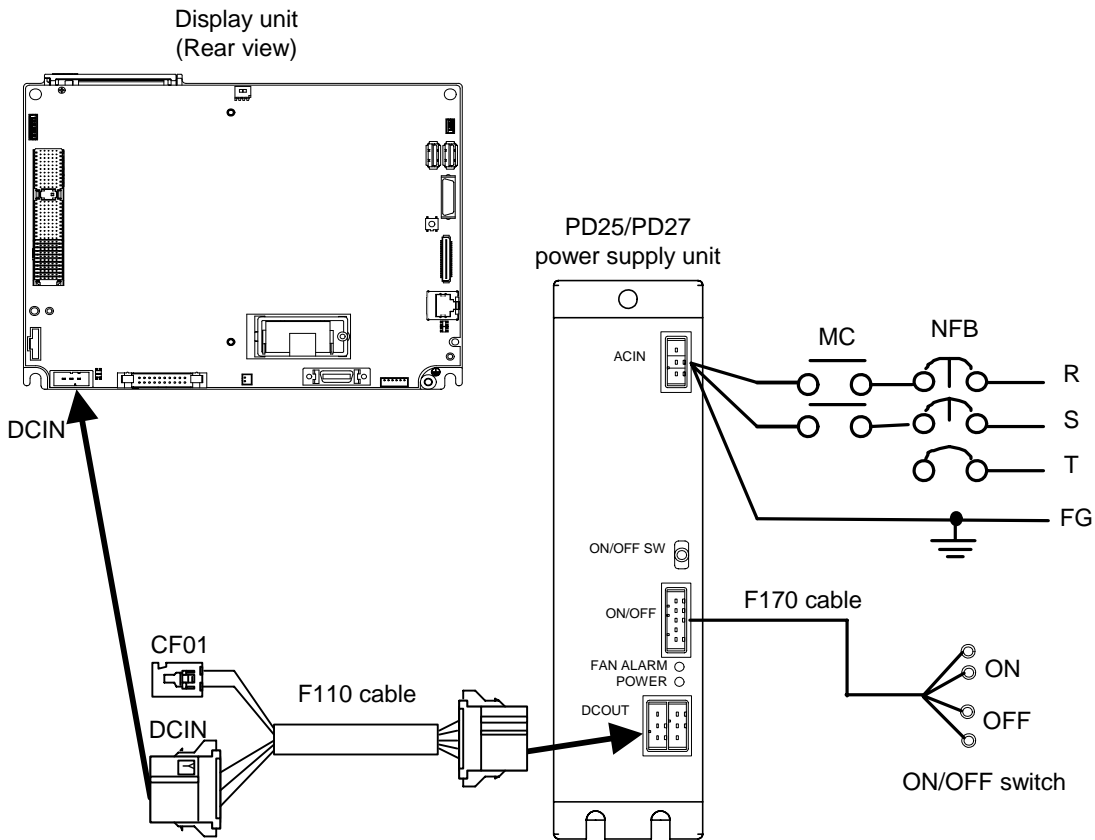 Display unit
(Rear view)
PD25/PD27
power supply unit
ACIN
MC
NFB
R
S
T
FG
DCIN
ON/OFF SW
ON/OFF
F170 cable
FAN ALARM
POWER
DCOUT
ON
OFF
ON/OFF switch
CF01
F110 cable
DCIN